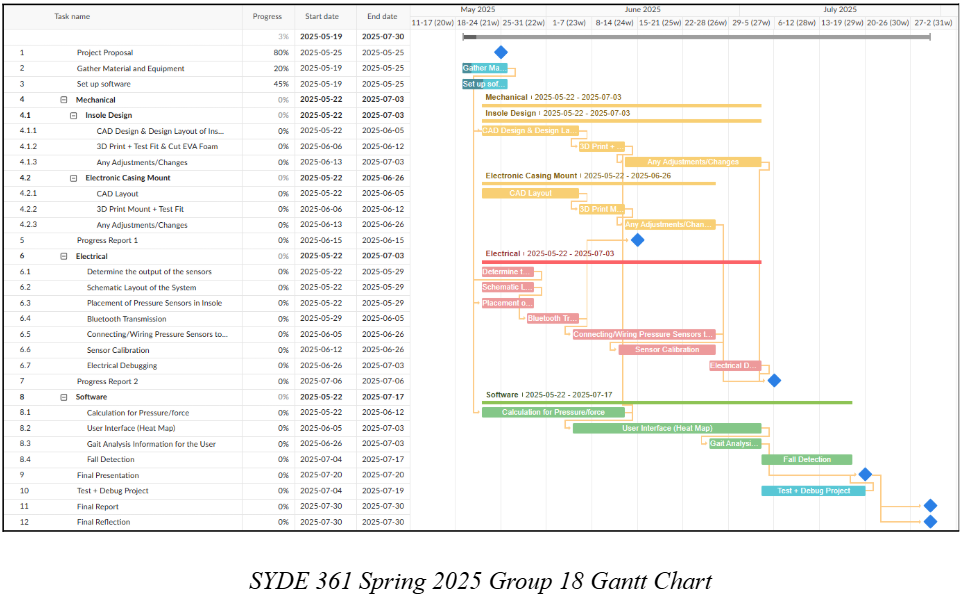 Task name Progress Start date End date May 2025 June 2025 July 2025
11-17 (20w) 18-24 (21w) 25-31 (22w) 1-7 (23w) 8-14 (24w) 15-21 (25w) 22-28 (26w) 29-5 (27w) 6-12 (28w) 13-19 (29w) 20-26 (30w) 27-2 (31w)
3% 2025-05-19 2025-07-30
1 Project Proposal 80% 2025-05-25 2025-05-25
2 Gather Material and Equipment 20% 2025-05-19 2025-05-25 Gather Ma...
3 Set up software 45% 2025-05-19 2025-05-25 Set up sof...
4 Mechanical 0% 2025-05-22 2025-07-03 Mechanical 2025-05-22 - 2025-07-03
4.1 Insole Design 0% 2025-05-22 2025-07-03 Insole Design 2025-05-22 - 2025-07-03
4.1.1 CAD Design & Design Layout of Ins... 0% 2025-05-22 2025-06-05 CAD Design & Design La...
4.1.2 3D Print + Test Fit & Cut EVA Foam 0% 2025-06-06 2025-06-12 3D Print + ...
4.1.3 Any Adjustments/Changes 0% 2025-06-13 2025-07-03 Any Adjustments/Changes
4.2 Electronic Casing Mount 0% 2025-05-22 2025-06-26 Electronic Casing Mount 2025-05-22 - 2025-06-26
4.2.1 CAD Layout 0% 2025-05-22 2025-06-05 CAD Layout
4.2.2 3D Print Mount + Test Fit 0% 2025-06-06 2025-06-12 3D Print M...
4.2.3 Any Adjustments/Changes 0% 2025-06-13 2025-06-26 Any Adjustments/Chan...
5 Progress Report 1 0% 2025-06-15 2025-06-15
6 Electrical 0% 2025-05-22 2025-07-03 Electrical 2025-05-22 - 2025-07-03
6.1 Determine the output of the sensors 0% 2025-05-22 2025-05-29 Determine t...
6.2 Schematic Layout of the System 0% 2025-05-22 2025-05-29 Schematic L...
6.3 Placement of Pressure Sensors in Insole 0% 2025-05-22 2025-05-29 Placement o...
6.4 Bluetooth Transmission 0% 2025-05-29 2025-06-05 Bluetooth Tr...
6.5 Connecting/Wiring Pressure Sensors to... 0% 2025-06-05 2025-06-26 Connecting/Wiring Pressure Sensors t...
6.6 Sensor Calibration 0% 2025-06-12 2025-06-26 Sensor Calibration
6.7 Electrical Debugging 0% 2025-06-26 2025-07-03 Electrical D...
7 Progress Report 2 0% 2025-07-06 2025-07-06
8 Software 0% 2025-05-22 2025-07-17 Software 2025-05-22 - 2025-07-17
8.1 Calculation for Pressure/force 0% 2025-05-22 2025-06-12 Calculation for Pressure/force
8.2 User Interface (Heat Map) 0% 2025-06-05 2025-07-03 User Interface (Heat Map)
8.3 Gait Analysis Information for the User 0% 2025-06-26 2025-07-03 Gait Analysi...
8.4 Fall Detection 0% 2025-07-04 2025-07-17 Fall Detection
9 Final Presentation 0% 2025-07-20 2025-07-20
10 Test + Debug Project 0% 2025-07-04 2025-07-19 Test + Debug Project
11 Final Report 0% 2025-07-30 2025-07-30
12 Final Reflection 0% 2025-07-30 2025-07-30
SYDE 361 Spring 2025 Group 18 Gantt Chart